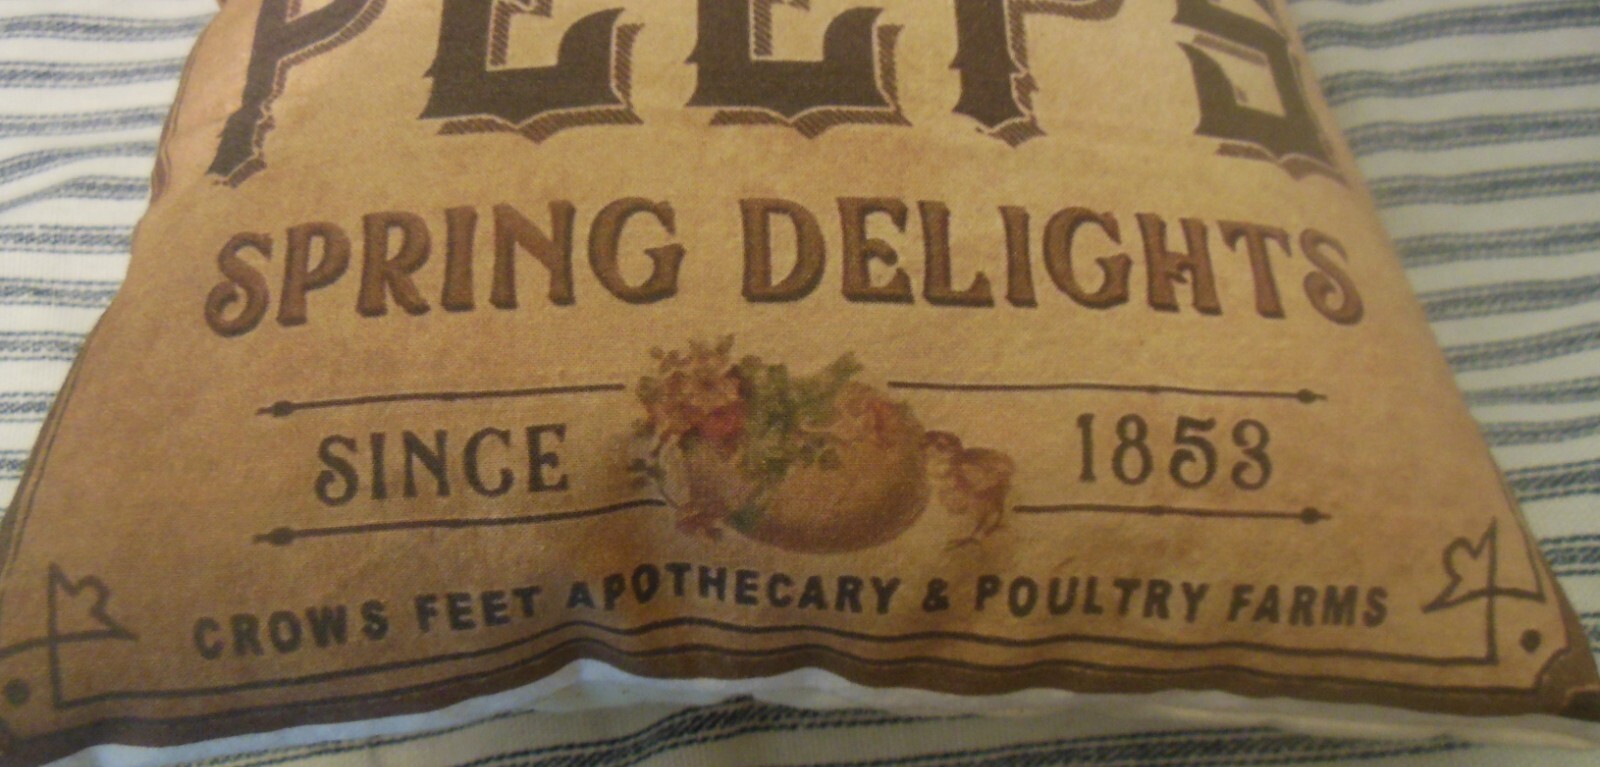 PEEPS
SPRING DELIGHTS
SINCE 1853
CROWS FEET APOTHECARY & POULTRY FARMS